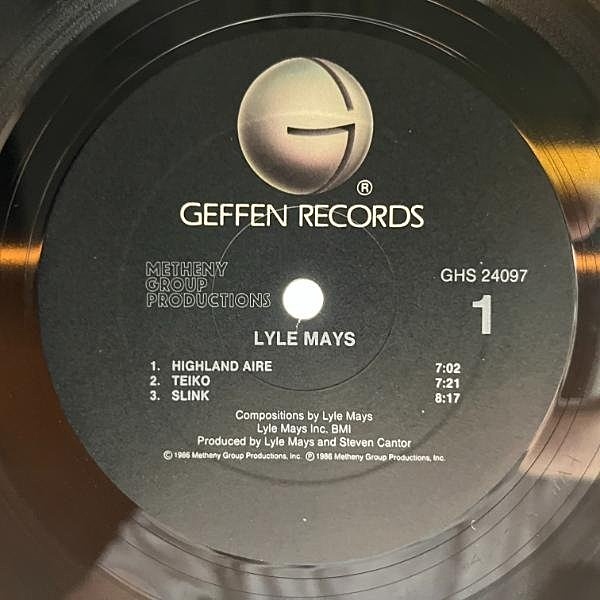 G
®
GEFFEN RECORDS
METHENY
GROUP
PRODUCTIONS
GHS 24097
1
LYLE MAYS
1. HIGHLAND AIRE 7:02
2. TEIKO 7:21
3. SLINK 8:17
Compositions by Lyle Mays
Lyle Mays Inc. BMI
Produced by Lyle Mays and Steven Cantor
© 1986 Metheny Group Productions, Inc. ℗ 1986 Metheny Group Productions, Inc.